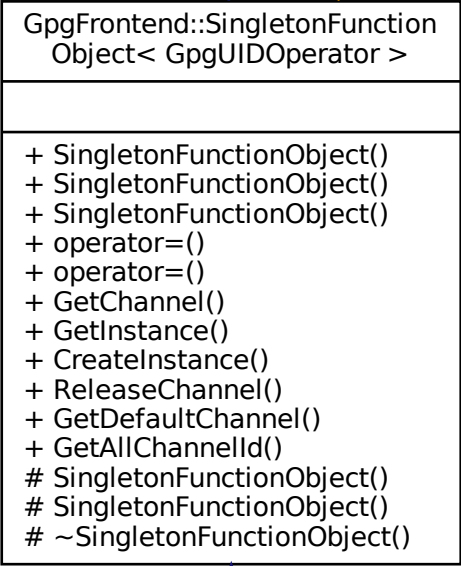 GpgFrontend::SingletonFunction
Object< GpgUIDOperator >
+ SingletonFunctionObject()
+ SingletonFunctionObject()
+ SingletonFunctionObject()
+ operator=()
+ operator=()
+ GetChannel()
+ GetInstance()
+ CreateInstance()
+ ReleaseChannel()
+ GetDefaultChannel()
+ GetAllChannelId()
# SingletonFunctionObject()
# SingletonFunctionObject()
# ~SingletonFunctionObject()